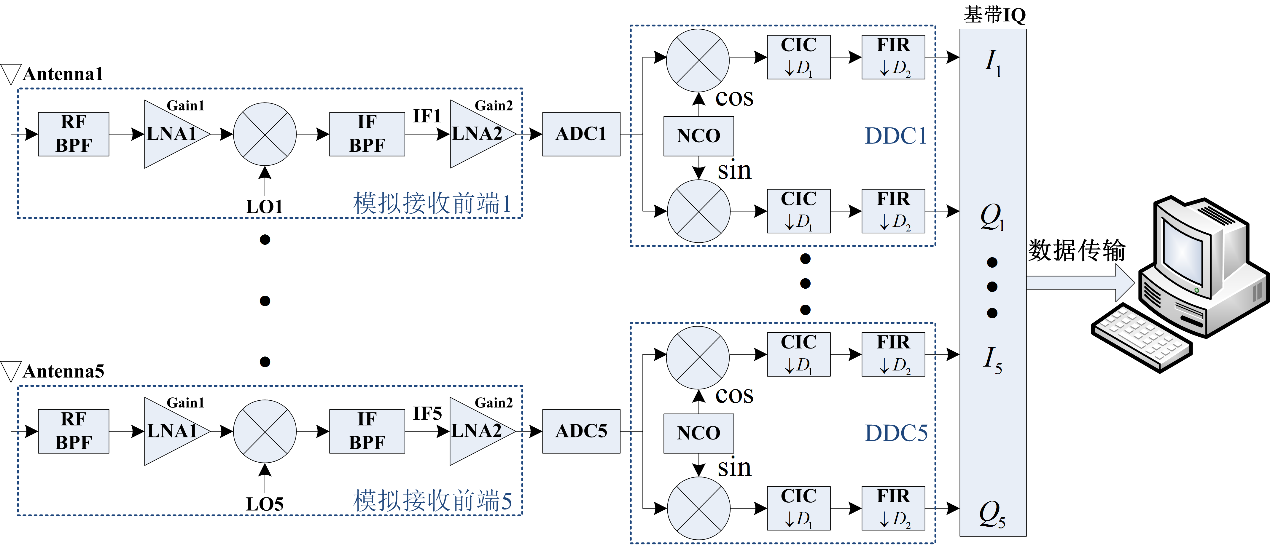 基带IQ
Antenna1
RF
BPF
Gain1
LNA1
LO1
IF
BPF
IF1
Gain2
LNA2
模拟接收前端1
ADC1
cos
NCO
sin
CIC
↓D₁
FIR
↓D₂
CIC
↓D₁
FIR
↓D₂
DDC1
I₁
Q₁
数据传输
Antenna5
RF
BPF
Gain1
LNA1
LO5
IF
BPF
IF5
Gain2
LNA2
模拟接收前端5
ADC5
cos
NCO
sin
CIC
↓D₁
FIR
↓D₂
CIC
↓D₁
FIR
↓D₂
DDC5
I₅
Q₅